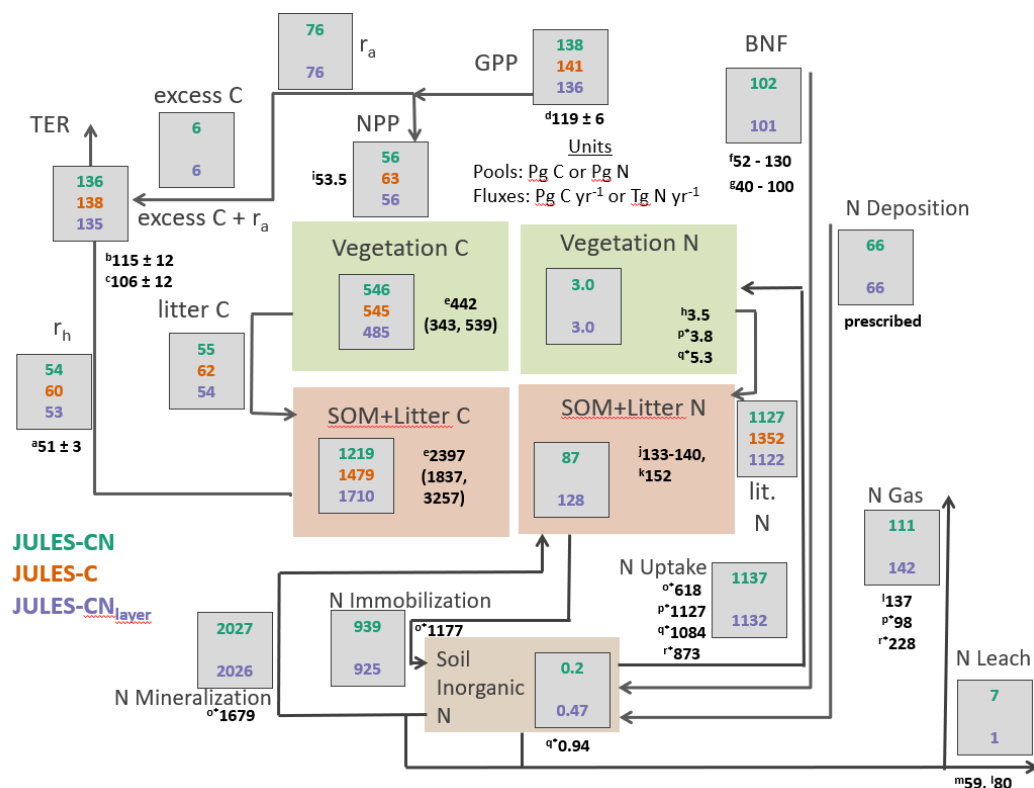 76
76
r_a
GPP
138
141
136
ᵈ119 ± 6
BNF
102
101
ᶠ52 - 130
ᵍ40 - 100
excess C
6
6
TER
136
138
135
excess C + r_a
ᵇ115 ± 12
ᶜ106 ± 12
NPP
56
63
56
ⁱ53.5
Units
Pools: Pg C or Pg N
Fluxes: Pg C yr⁻¹ or Tg N yr⁻¹
N Deposition
66
66
prescribed
Vegetation C
546
545
485
ᵉ442
(343, 539)
Vegetation N
3.0
3.0
ʰ3.5
ᵖ*3.8
q*5.3
litter C
55
62
54
r_h
54
60
53
ᵃ51 ± 3
SOM+Litter C
1219
1479
1710
ᵉ2397
(1837,
3257)
SOM+Litter N
87
128
ʲ133-140,
ᵏ152
1127
1352
1122
lit.
N
JULES-CN
JULES-C
JULES-CN_layer
N Gas
111
142
ˡ137
ᵖ*98
ʳ*228
N Uptake
ᵒ*618
ᵖ*1127
q*1084
ʳ*873
1137
1132
N Immobilization
939
925
ᵒ*1177
2027
2026
N Mineralization
ᵒ*1679
Soil
Inorganic
N
0.2
0.47
q*0.94
N Leach
7
1
ᵐ59, ˡ80